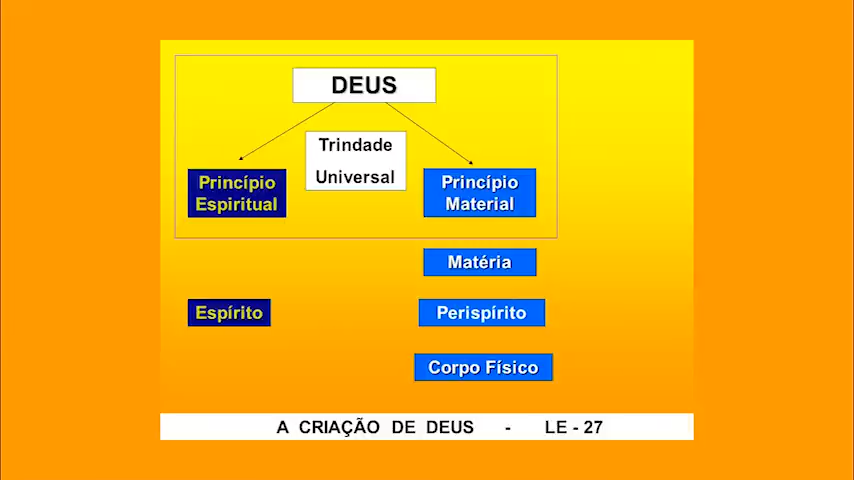 DEUS
Trindade
Universal
Princípio
Espiritual
Princípio
Material
Matéria
Espírito
Perispírito
Corpo Físico
A CRIAÇÃO DE DEUS - LE - 27